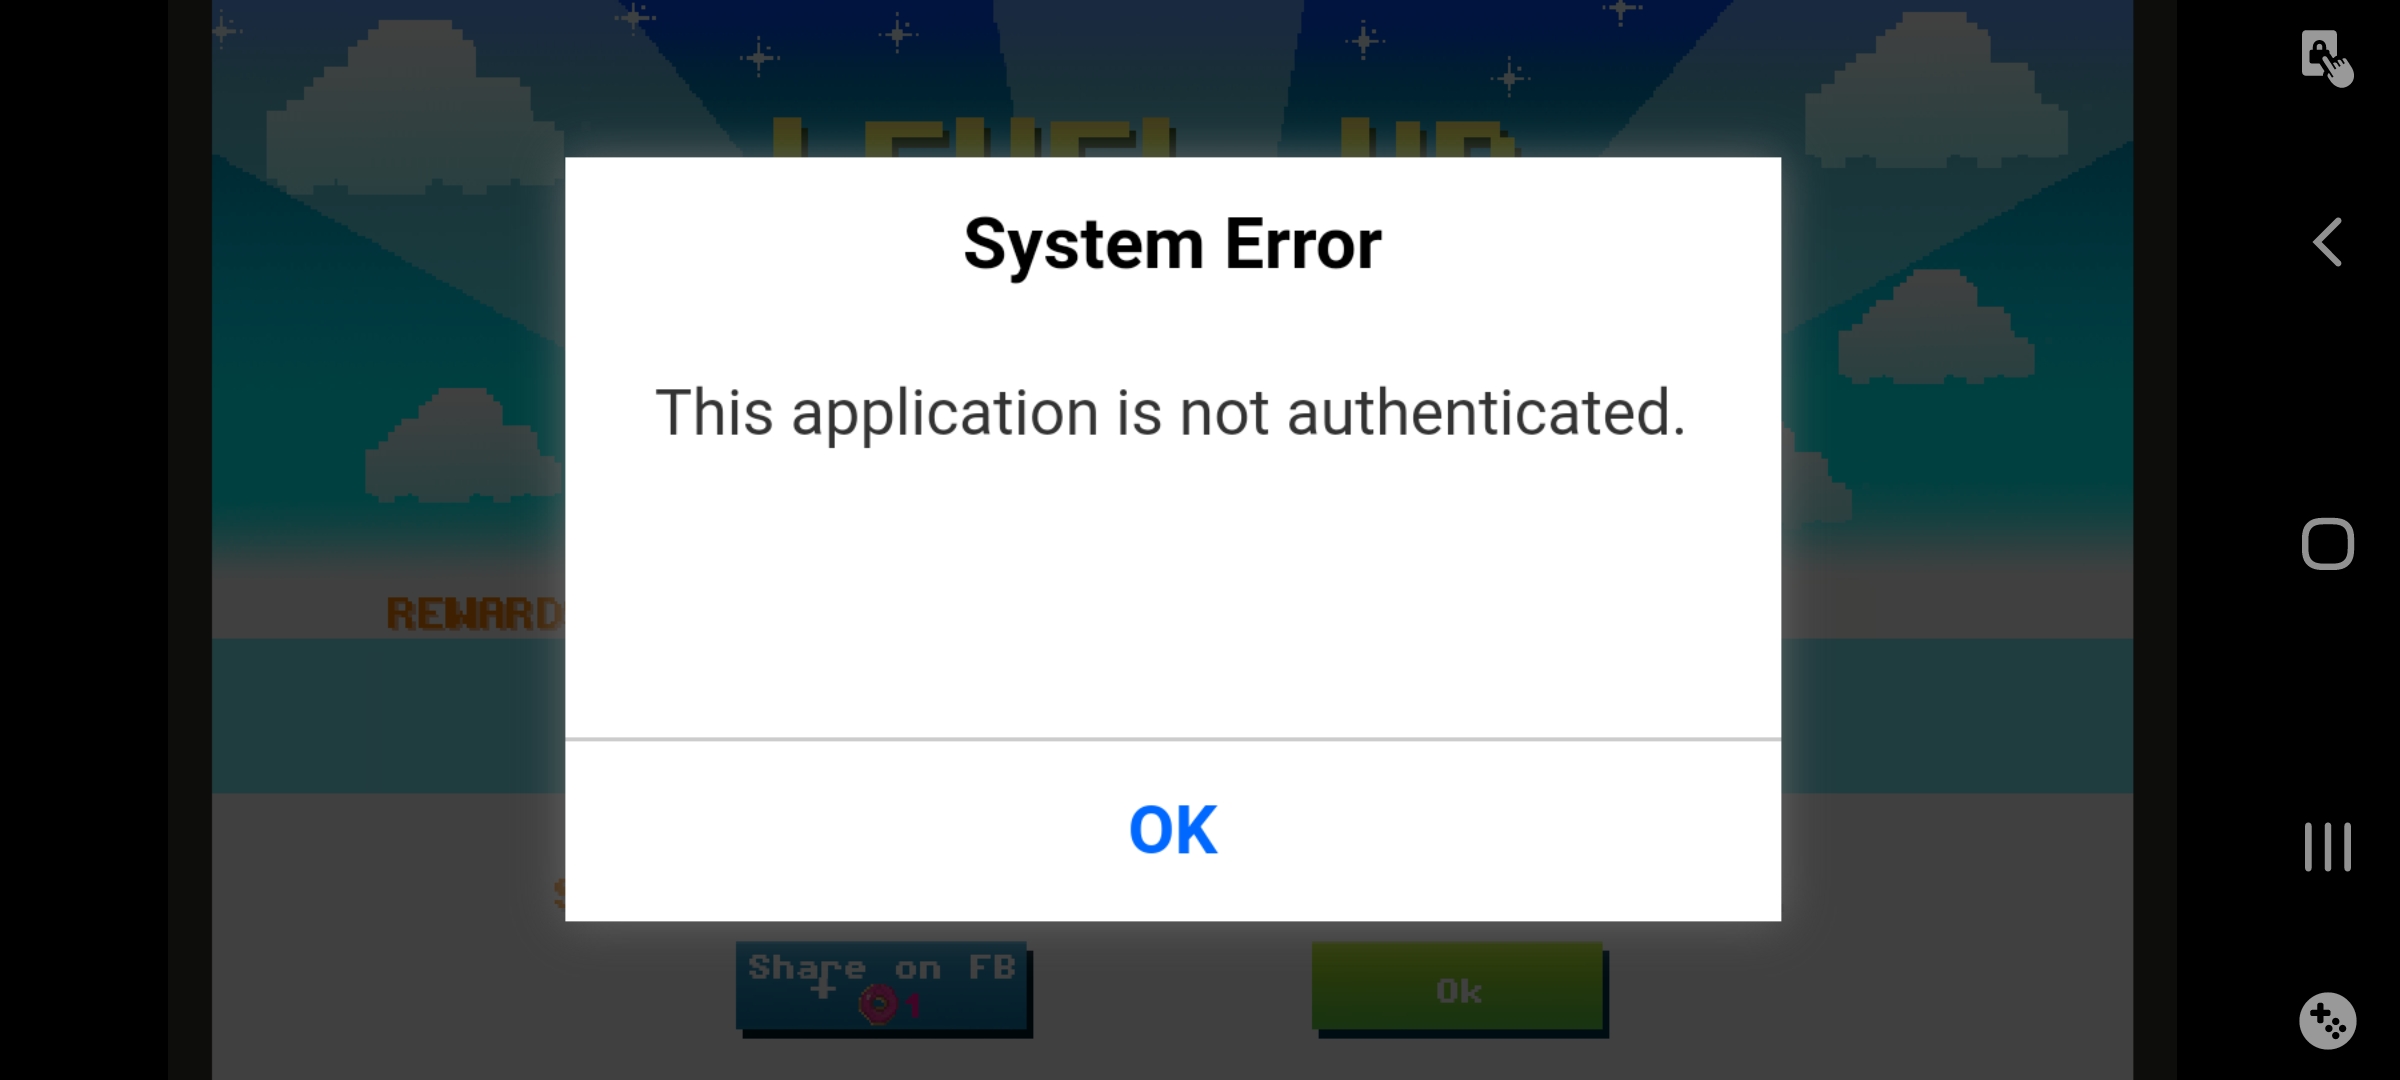 LEVEL UP
System Error
This application is not authenticated.
REWARD
OK
Share on FB
+ 1
Ok